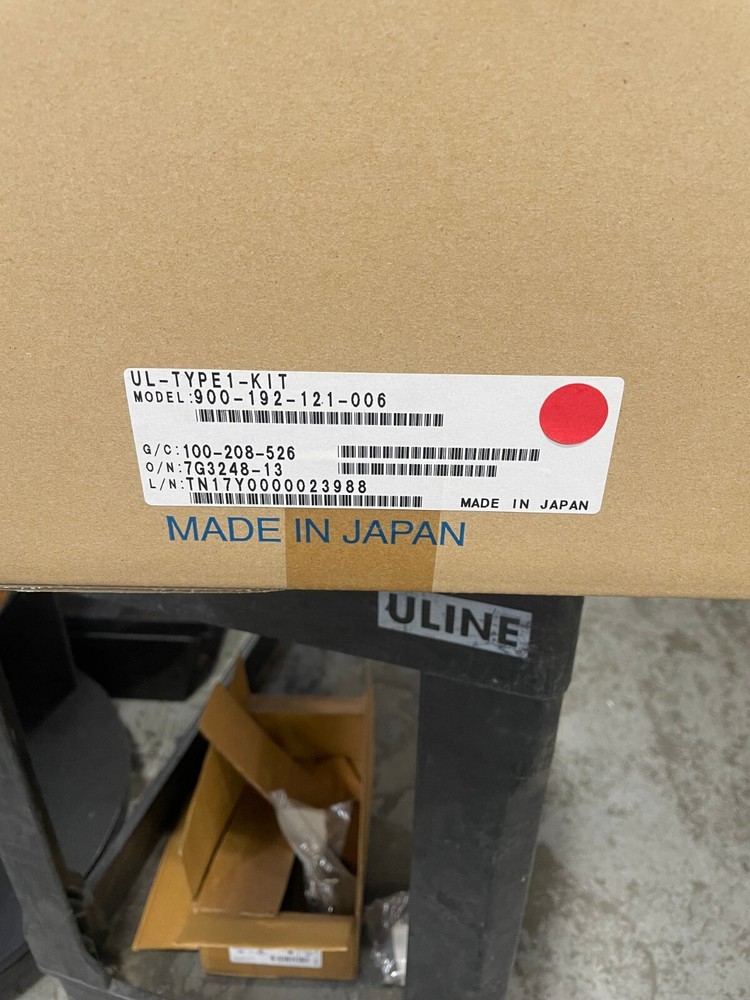 UL-TYPE1-KIT
MODEL:900-192-121-006
G/C:100-208-526
O/N:7G3248-13
L/N:TN17Y0000023988
MADE IN JAPAN
MADE IN JAPAN
ULINE